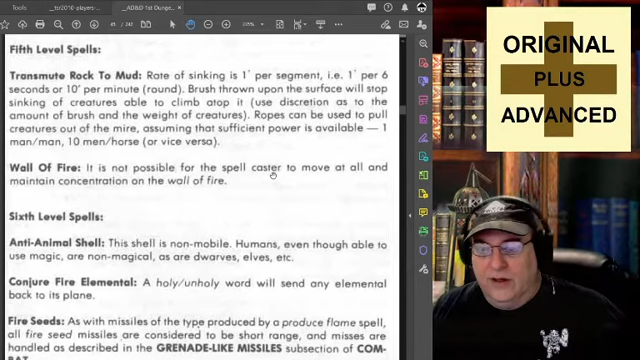 __tsr2010-players-...
__AD&D 1st Dunge...
45
/ 242
Fifth Level Spells:
Transmute Rock To Mud: Rate of sinking is 1' per segment, i.e. 1' per 6
seconds or 10' per minute (round). Brush thrown upon the surface will stop
sinking of creatures able to climb atop it (use discretion as to the
amount of brush and the weight of creatures). Ropes can be used to pull
creatures out of the mire, assuming that sufficient power is available — 1
man/man, 10 men/horse (or vice versa).
Wall Of Fire: It is not possible for the spell caster to move at all and
maintain concentration on the wall of fire.
Sixth Level Spells:
Anti-Animal Shell: This shell is non-mobile. Humans, even though able to
use magic, are non-magical, as are dwarves, elves, etc.
Conjure Fire Elemental: A holy/unholy word will send any elemental
back to its plane.
Fire Seeds: As with missiles of the type produced by a produce flame spell,
all fire seed missiles are considered to be short range, and misses are
handled as described in the GRENADE-LIKE MISSILES subsection of COM-
BAT.
ORIGINAL
PLUS
ADVANCED